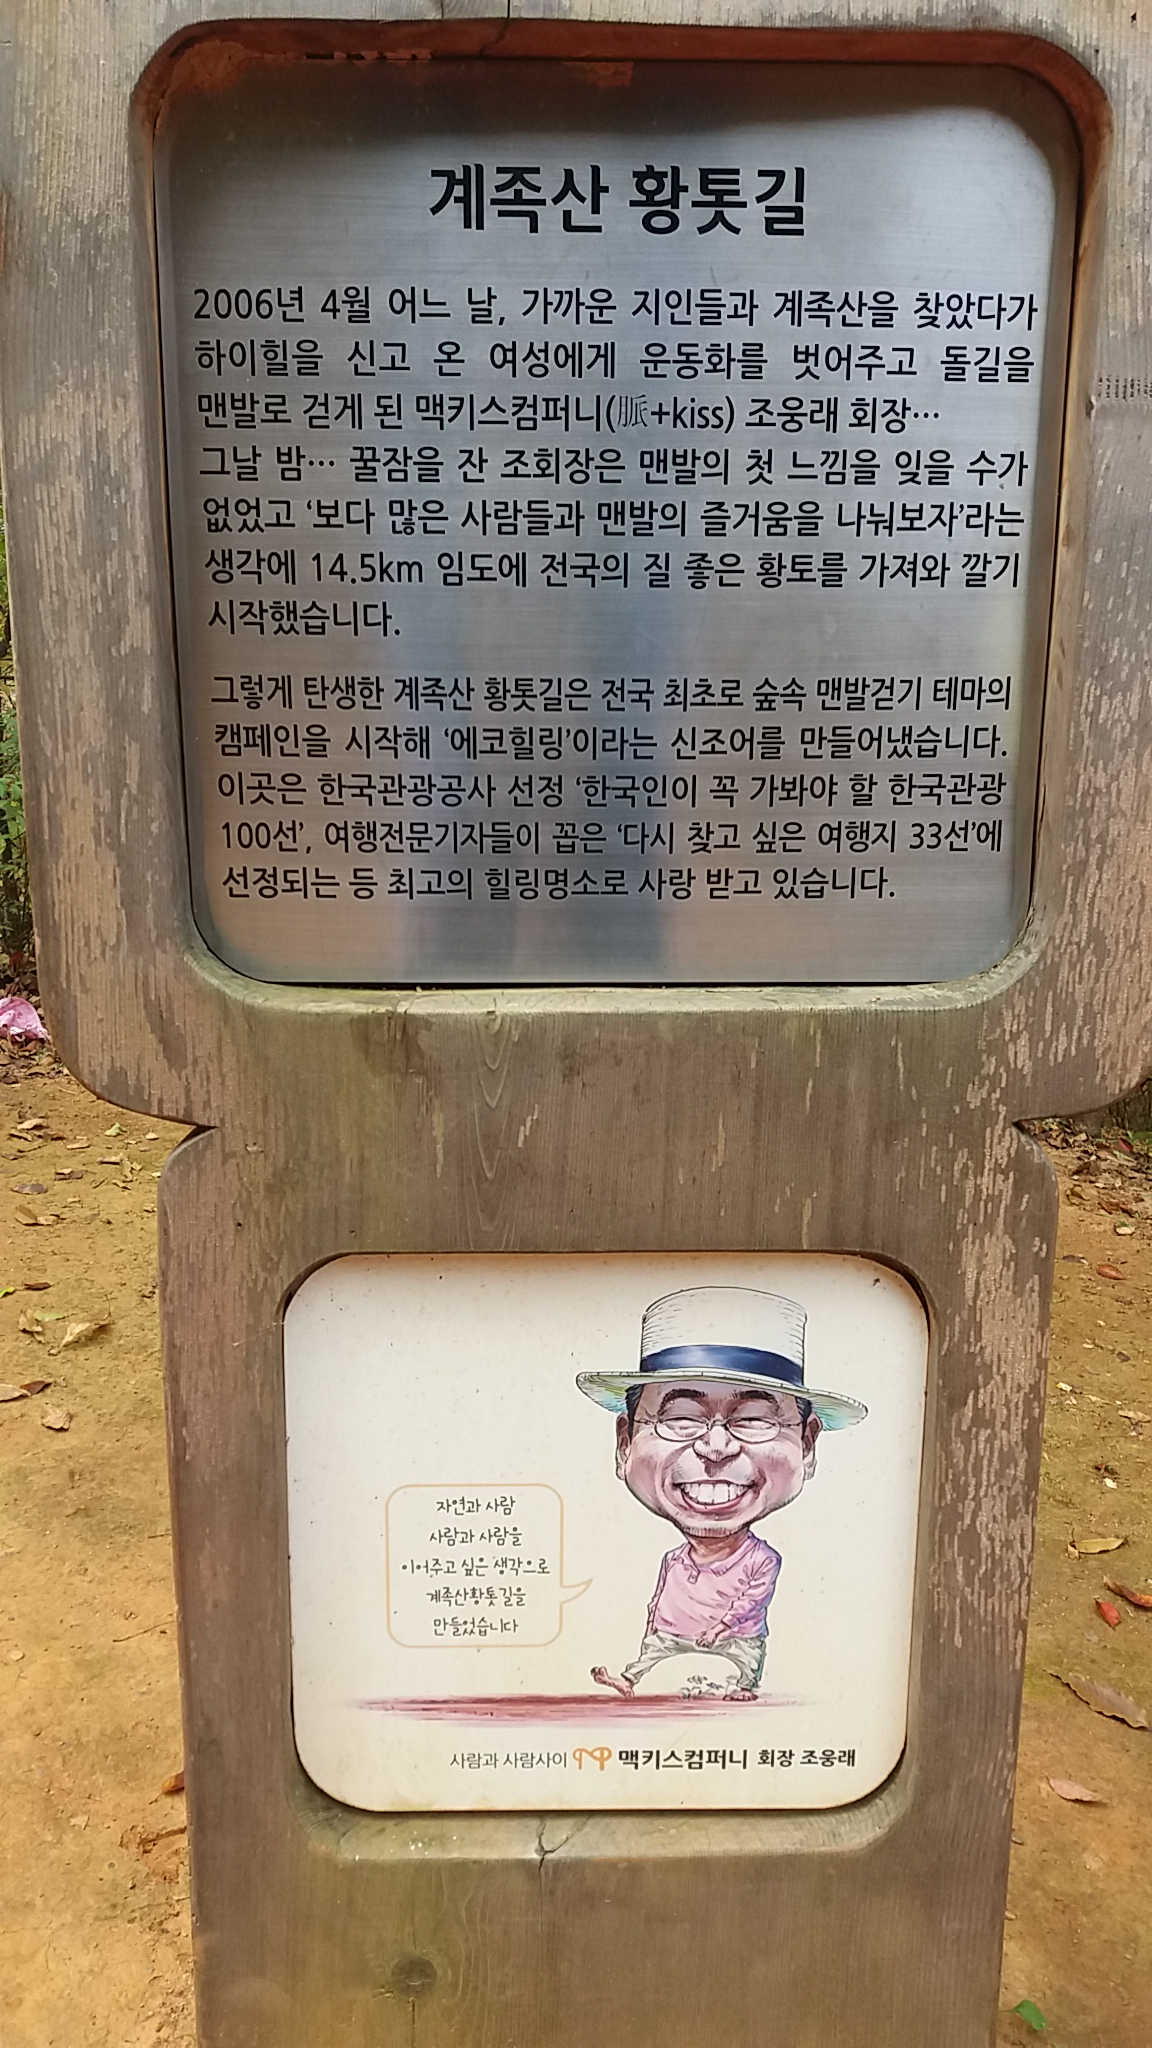 계족산 황톳길
2006년 4월 어느 날, 가까운 지인들과 계족산을 찾았다가
하이힐을 신고 온 여성에게 운동화를 벗어주고 돌길을
맨발로 걷게 된 맥키스컴퍼니(脈+kiss) 조웅래 회장…
그날 밤… 꿀잠을 잔 조회장은 맨발의 첫 느낌을 잊을 수가
없었고 ‘보다 많은 사람들과 맨발의 즐거움을 나눠보자’라는
생각에 14.5km 임도에 전국의 질 좋은 황토를 가져와 깔기
시작했습니다.
그렇게 탄생한 계족산 황톳길은 전국 최초로 숲속 맨발걷기 테마의
캠페인을 시작해 ‘에코힐링’이라는 신조어를 만들어냈습니다.
이곳은 한국관광공사 선정 ‘한국인이 꼭 가봐야 할 한국관광
100선’, 여행전문기자들이 꼽은 ‘다시 찾고 싶은 여행지 33선’에
선정되는 등 최고의 힐링명소로 사랑 받고 있습니다.
자연과 사람
사람과 사람을
이어주고 싶은 생각으로
계족산황톳길을
만들었습니다
사람과 사람사이 맥키스컴퍼니 회장 조웅래